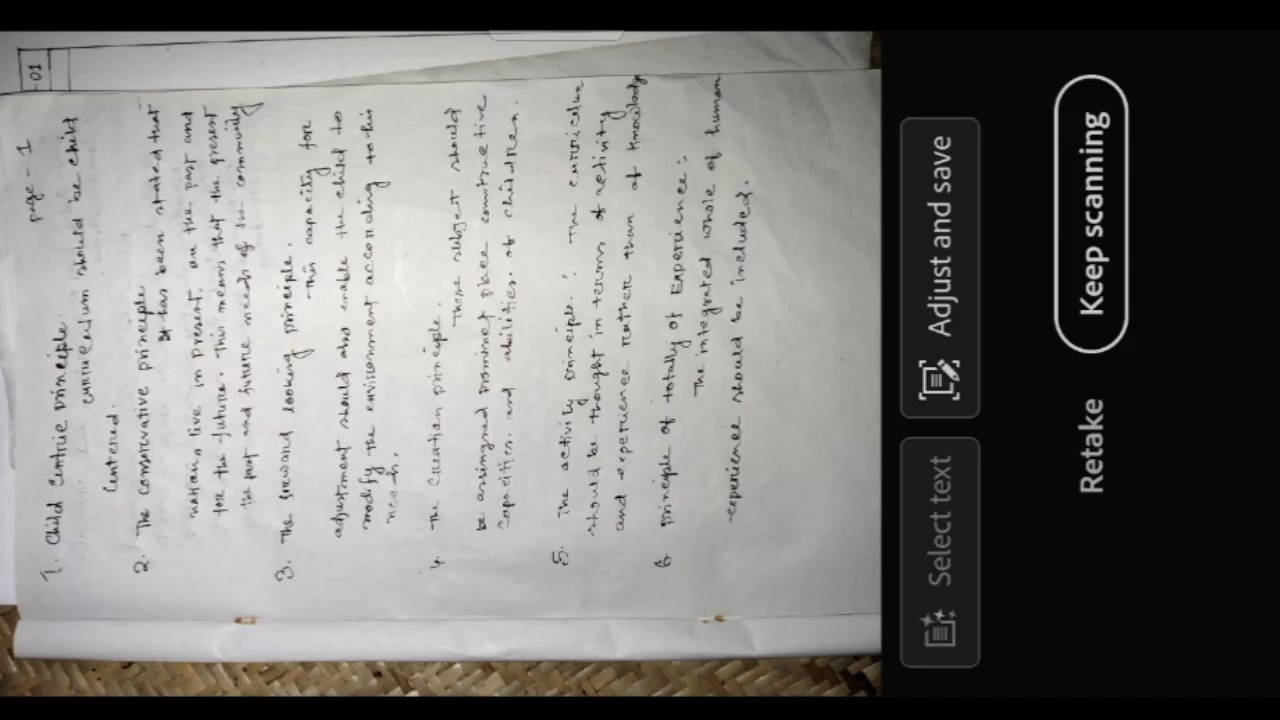 01
page - 1
1. Child Centric principle.
curriculum should be child
Centered.
2. The conservative principle
It has been stated that
nations live in present, on the past and
for the future. This means that the present
the past and future needs of the community
3. The forward looking principle.
This capacity for
adjustment should also enable the child to
modify the environment according to his
needs.
4. The Creation principle.
These subject should
be assingned prominet place constructive
Capacities. and abilities. of children.
5. The activity principle. : The curriculum
should be thought in terms of activity
and experience rather than of knowledge
6. principle of totally of Experience :
The integrated whole of human
-experience should be included.
Select text
Adjust and save
Retake
Keep scanning